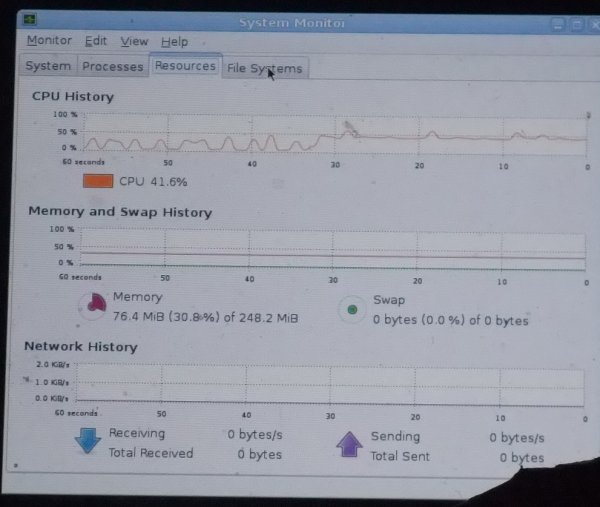 System Monitor
Monitor Edit View Help
System Processes Resources File Systems
CPU History
100 %
50 %
0 %
60 seconds 50 40 30 20 10 0
CPU 41.6%
Memory and Swap History
100 %
50 %
0 %
60 seconds 50 40 30 20 10 0
Memory Swap
76.4 MiB (30.8 %) of 248.2 MiB 0 bytes (0.0 %) of 0 bytes
Network History
2.0 KiB/s
1.0 KiB/s
0.0 KiB/s
60 seconds 50 40 30 20 10 0
Receiving 0 bytes/s Sending 0 bytes/s
Total Received 0 bytes Total Sent 0 bytes